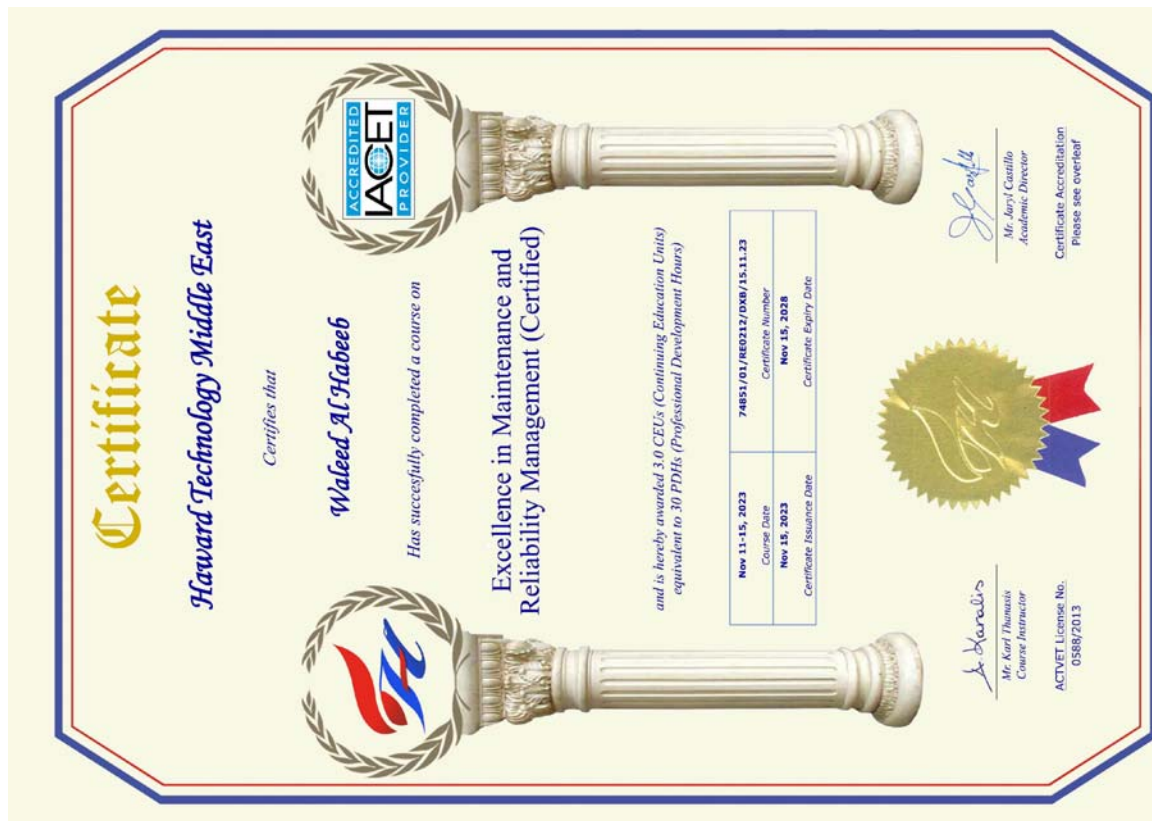 Certificate
Haward Technology Middle East
Certifies that
Waleed Al Habeeb
ACCREDITED
IACET
PROVIDER
Has succesfully completed a course on
Excellence in Maintenance and
Reliability Management (Certified)
and is hereby awarded 3.0 CEUs (Continuing Education Units)
equivalent to 30 PDHs (Professional Development Hours)
Nov 11-15, 2023
Course Date
74851/01/RE0212/DXB/15.11.23
Certificate Number
Nov 15, 2023
Certificate Issuance Date
Nov 15, 2028
Certificate Expiry Date
Mr. Karl Thanasis
Course Instructor
ACTVET License No.
0588/2013
Mr. Jaryl Castillo
Academic Director
Certificate Accreditation
Please see overleaf